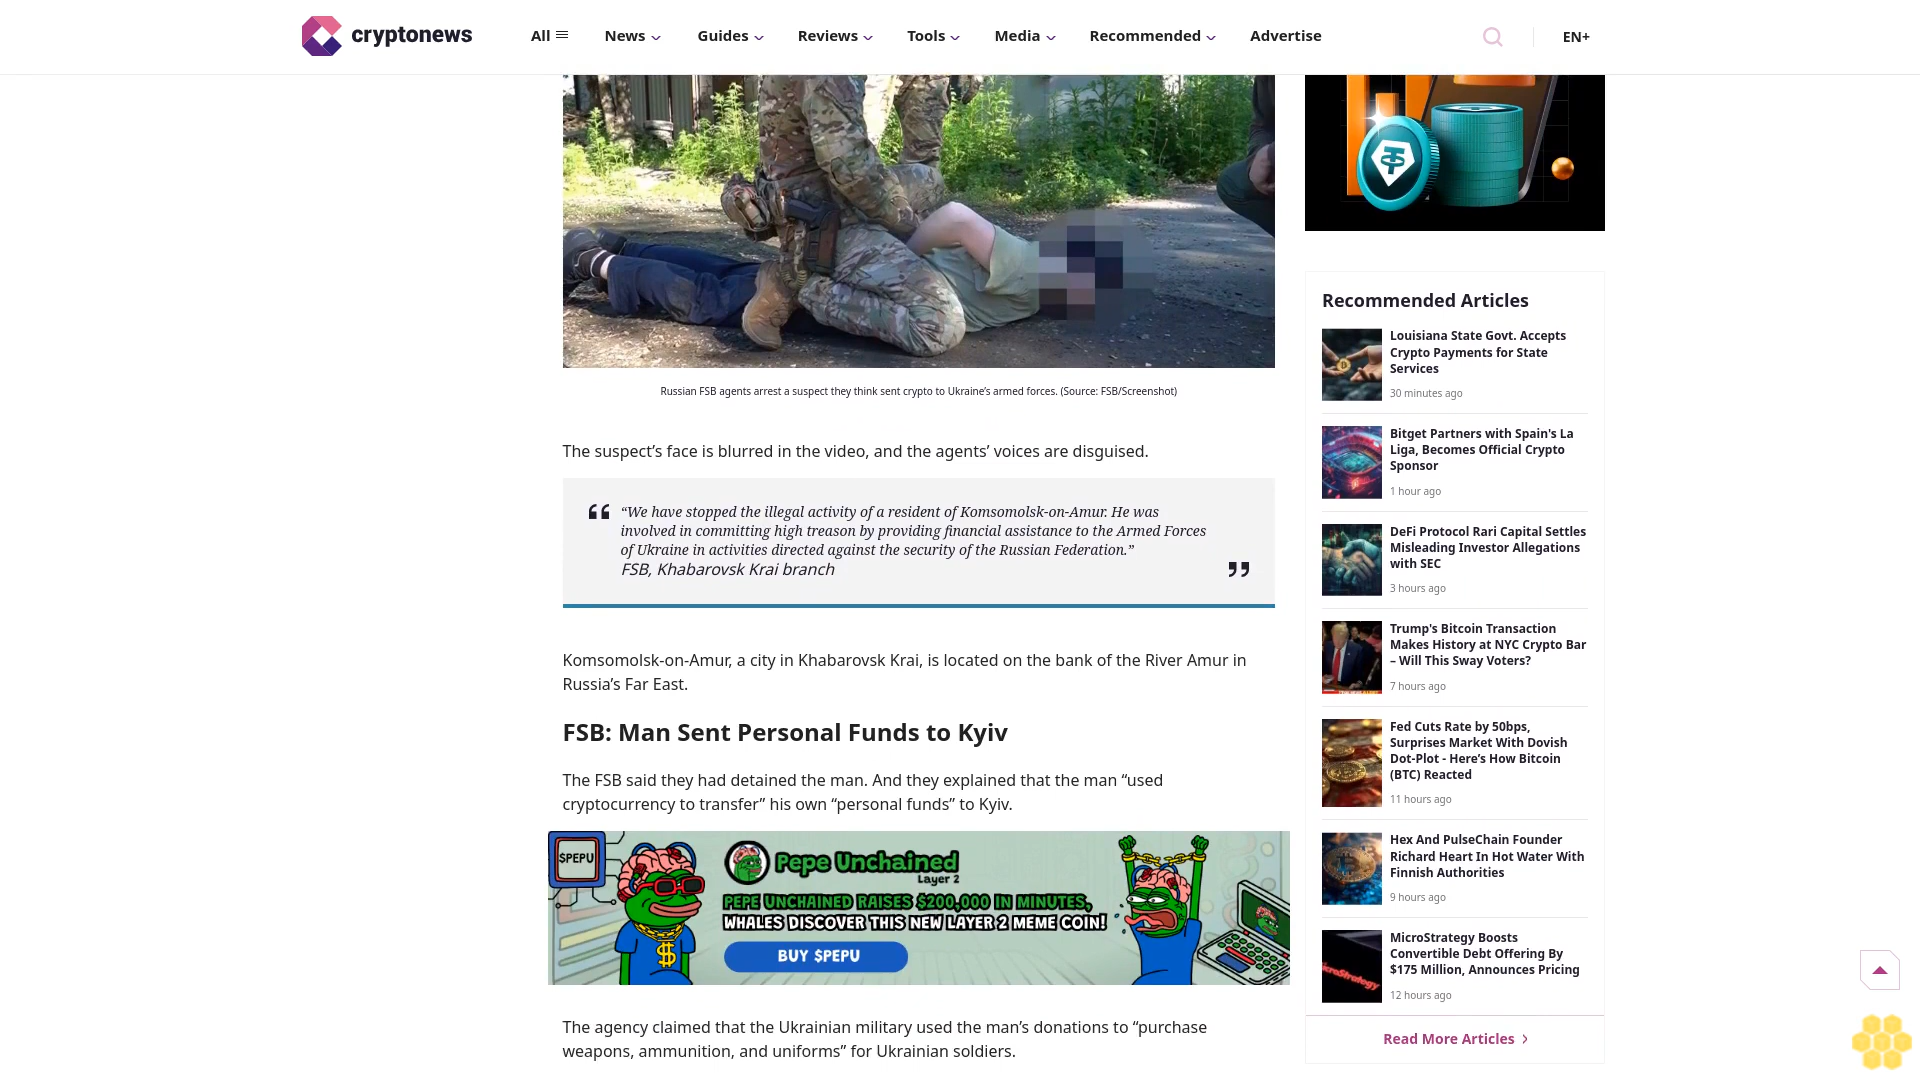 cryptonews
All
News
Guides
Reviews
Tools
Media
Recommended
Advertise
EN+
Russian FSB agents arrest a suspect they think sent crypto to Ukraine’s armed forces. (Source: FSB/Screenshot)
The suspect’s face is blurred in the video, and the agents’ voices are disguised.
“We have stopped the illegal activity of a resident of Komsomolsk-on-Amur. He was
involved in committing high treason by providing financial assistance to the Armed Forces
of Ukraine in activities directed against the security of the Russian Federation.”
FSB, Khabarovsk Krai branch
Komsomolsk-on-Amur, a city in Khabarovsk Krai, is located on the bank of the River Amur in
Russia’s Far East.
FSB: Man Sent Personal Funds to Kyiv
The FSB said they had detained the man. And they explained that the man “used
cryptocurrency to transfer” his own “personal funds” to Kyiv.
$PEPU
Pepe Unchained
Layer 2
PEPE UNCHAINED RAISES $200,000 IN MINUTES,
WHALES DISCOVER THIS NEW LAYER 2 MEME COIN!
BUY $PEPU
The agency claimed that the Ukrainian military used the man’s donations to “purchase
weapons, ammunition, and uniforms” for Ukrainian soldiers.
Recommended Articles
Louisiana State Govt. Accepts
Crypto Payments for State
Services
30 minutes ago
Bitget Partners with Spain's La
Liga, Becomes Official Crypto
Sponsor
1 hour ago
DeFi Protocol Rari Capital Settles
Misleading Investor Allegations
with SEC
3 hours ago
Trump's Bitcoin Transaction
Makes History at NYC Crypto Bar
– Will This Sway Voters?
7 hours ago
Fed Cuts Rate by 50bps,
Surprises Market With Dovish
Dot-Plot - Here’s How Bitcoin
(BTC) Reacted
11 hours ago
Hex And PulseChain Founder
Richard Heart In Hot Water With
Finnish Authorities
9 hours ago
MicroStrategy Boosts
Convertible Debt Offering By
$175 Million, Announces Pricing
12 hours ago
Read More Articles